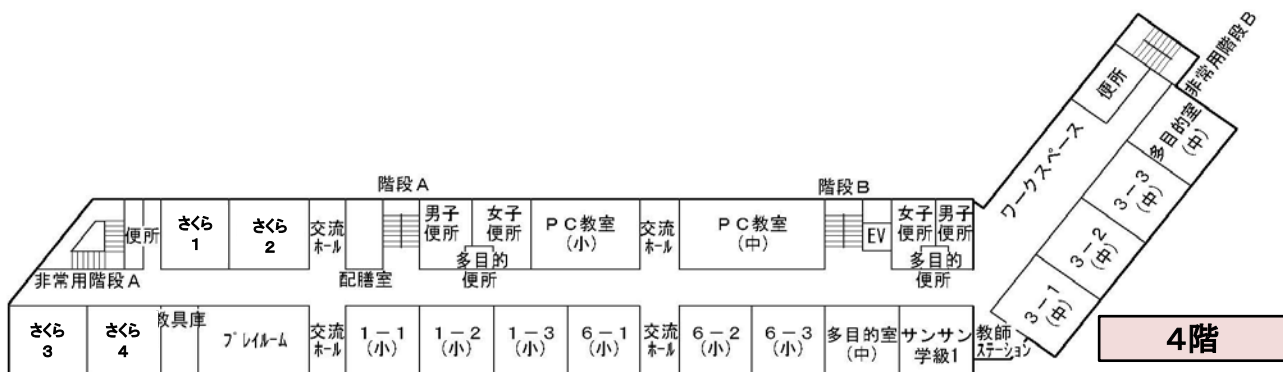 階段A
階段B
非常用階段B
便所
多目的室
(中)
ワークスペース
3-3
(中)
3-2
(中)
3-1
(中)
便所
さくら
1
さくら
2
交流
ホール
男子
便所
女子
便所
多目的
便所
PC教室
(小)
交流
ホール
PC教室
(中)
EV
女子
便所
男子
便所
多目的
便所
非常用階段A
配膳室
さくら
3
さくら
4
教具庫
プレイルーム
交流
ホール
1-1
(小)
1-2
(小)
1-3
(小)
6-1
(小)
交流
ホール
6-2
(小)
6-3
(小)
多目的室
(中)
サンサン
学級1
教師
ステーション
4階